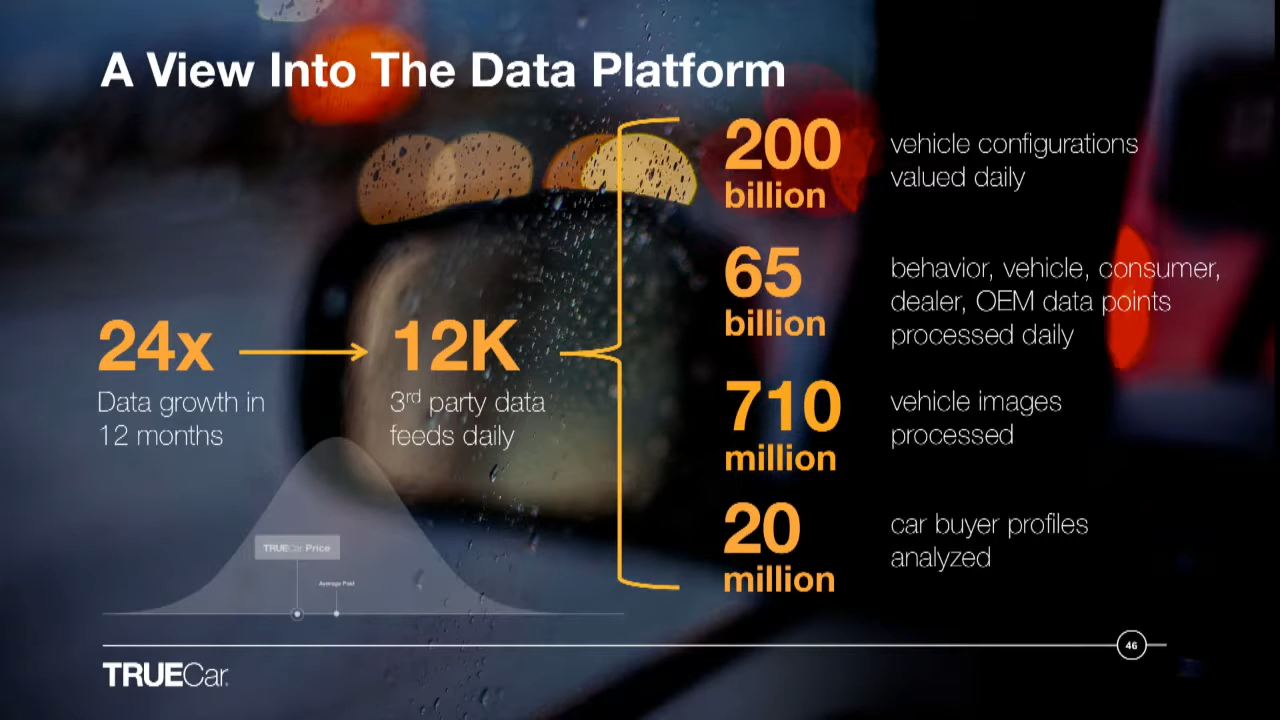 A View Into The Data Platform
24x
Data growth in
12 months
12K
3rd party data
feeds daily
200
billion
vehicle configurations
valued daily
65
billion
behavior, vehicle, consumer,
dealer, OEM data points
processed daily
710
million
vehicle images
processed
20
million
car buyer profiles
analyzed
TRUECar Price
Average Paid
46
TRUECar.